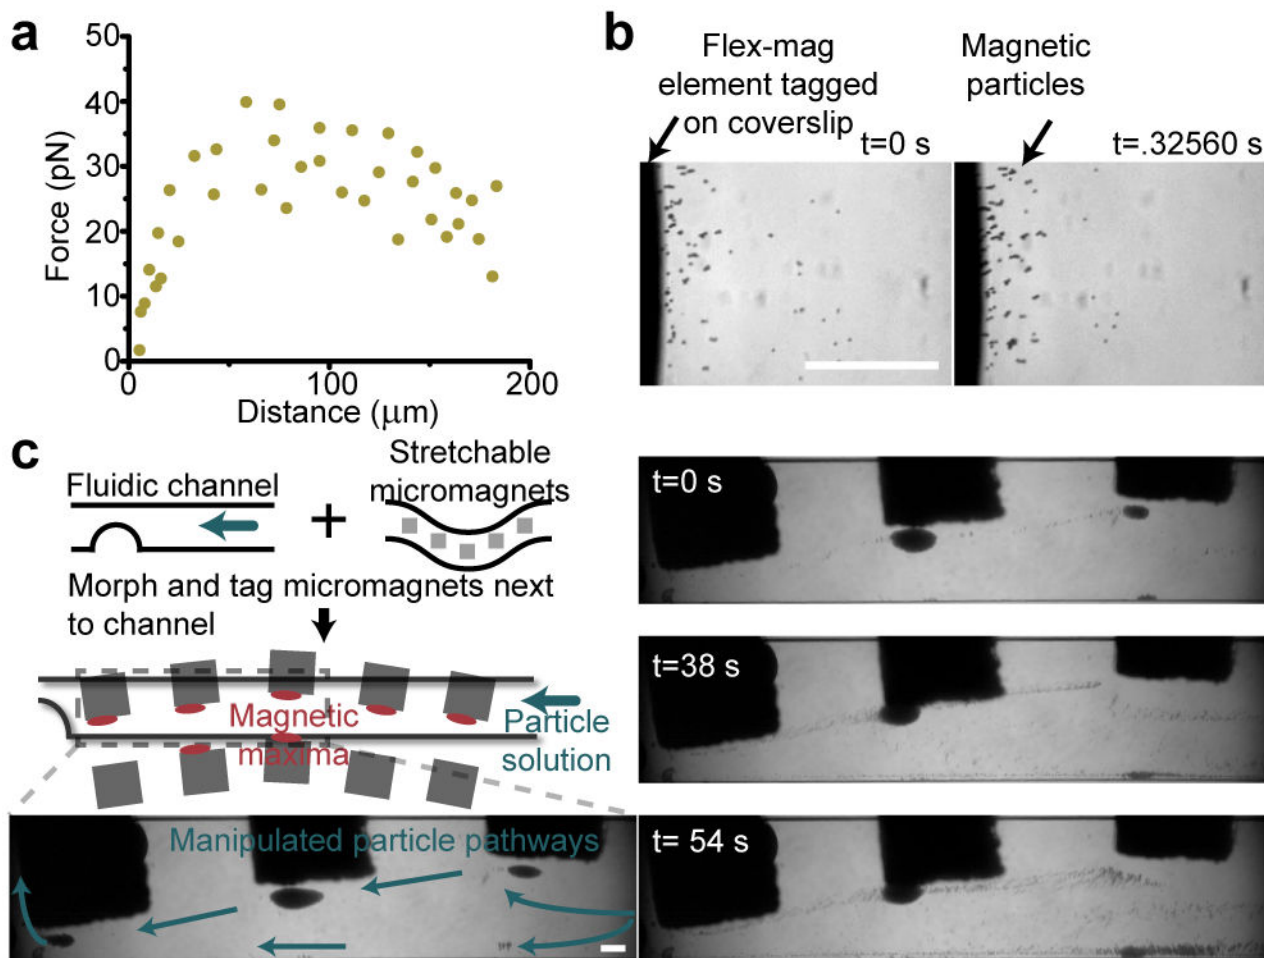 a
50
40
30
20
10
0
Force (pN)
0
100
200
Distance (μm)
b
Flex-mag
element tagged
on coverslip
Magnetic
particles
t=0 s
t=.32560 s
c
Fluidic channel
+
Stretchable
micromagnets
Morph and tag micromagnets next
to channel
Magnetic
maxima
Particle
solution
Manipulated particle pathways
t=0 s
t=38 s
t= 54 s